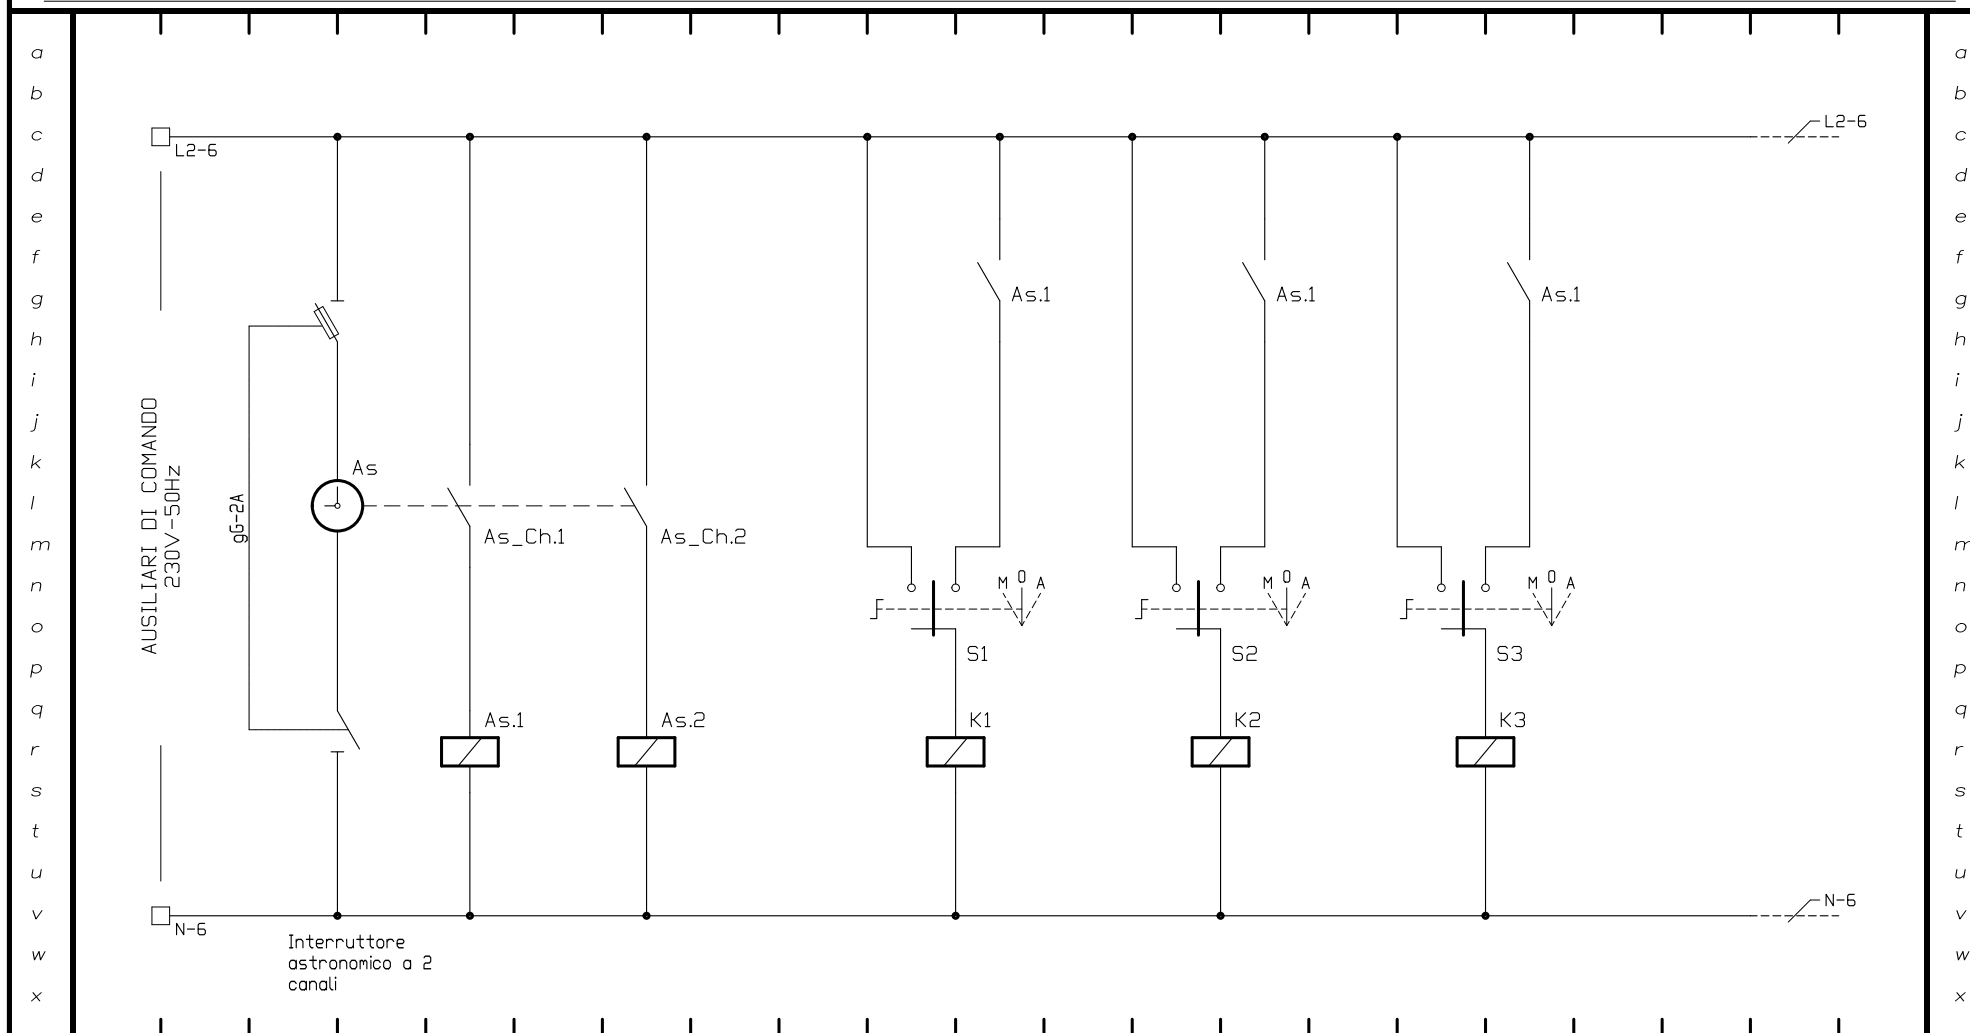 a
b
c
d
e
f
g
h
i
j
k
l
m
n
o
p
q
r
s
t
u
v
w
x
L2-6
L2-6
AUSILIARI DI COMANDO
230V-50Hz
gG-2A
As
As_Ch.1
As_Ch.2
As.1
As.1
As.1
M 0 A
M 0 A
M 0 A
S1
S2
S3
As.1
As.2
K1
K2
K3
N-6
N-6
Interruttore
astronomico a 2
canali
a
b
c
d
e
f
g
h
i
j
k
l
m
n
o
p
q
r
s
t
u
v
w
x